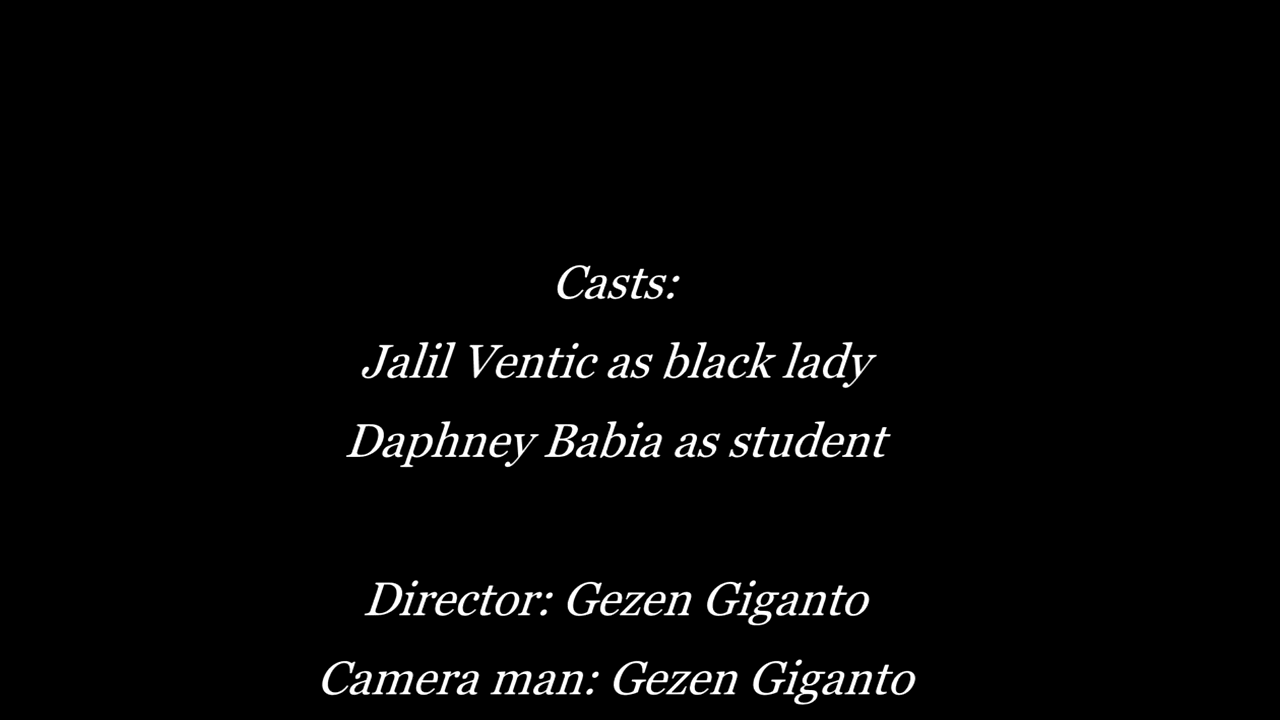 Casts:
Jalil Ventic as black lady
Daphney Babia as student
Director: Gezen Giganto
Camera man: Gezen Giganto